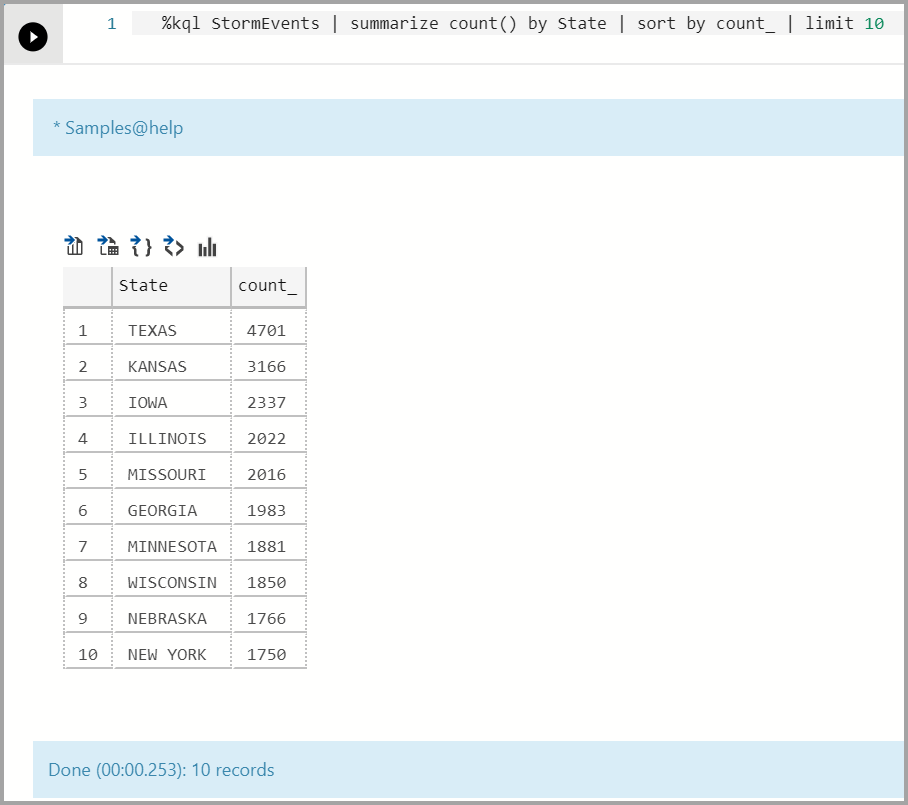 1 %kql StormEvents | summarize count() by State | sort by count_ | limit 10
* Samples@help
State count_
1 TEXAS 4701
2 KANSAS 3166
3 IOWA 2337
4 ILLINOIS 2022
5 MISSOURI 2016
6 GEORGIA 1983
7 MINNESOTA 1881
8 WISCONSIN 1850
9 NEBRASKA 1766
10 NEW YORK 1750
Done (00:00.253): 10 records